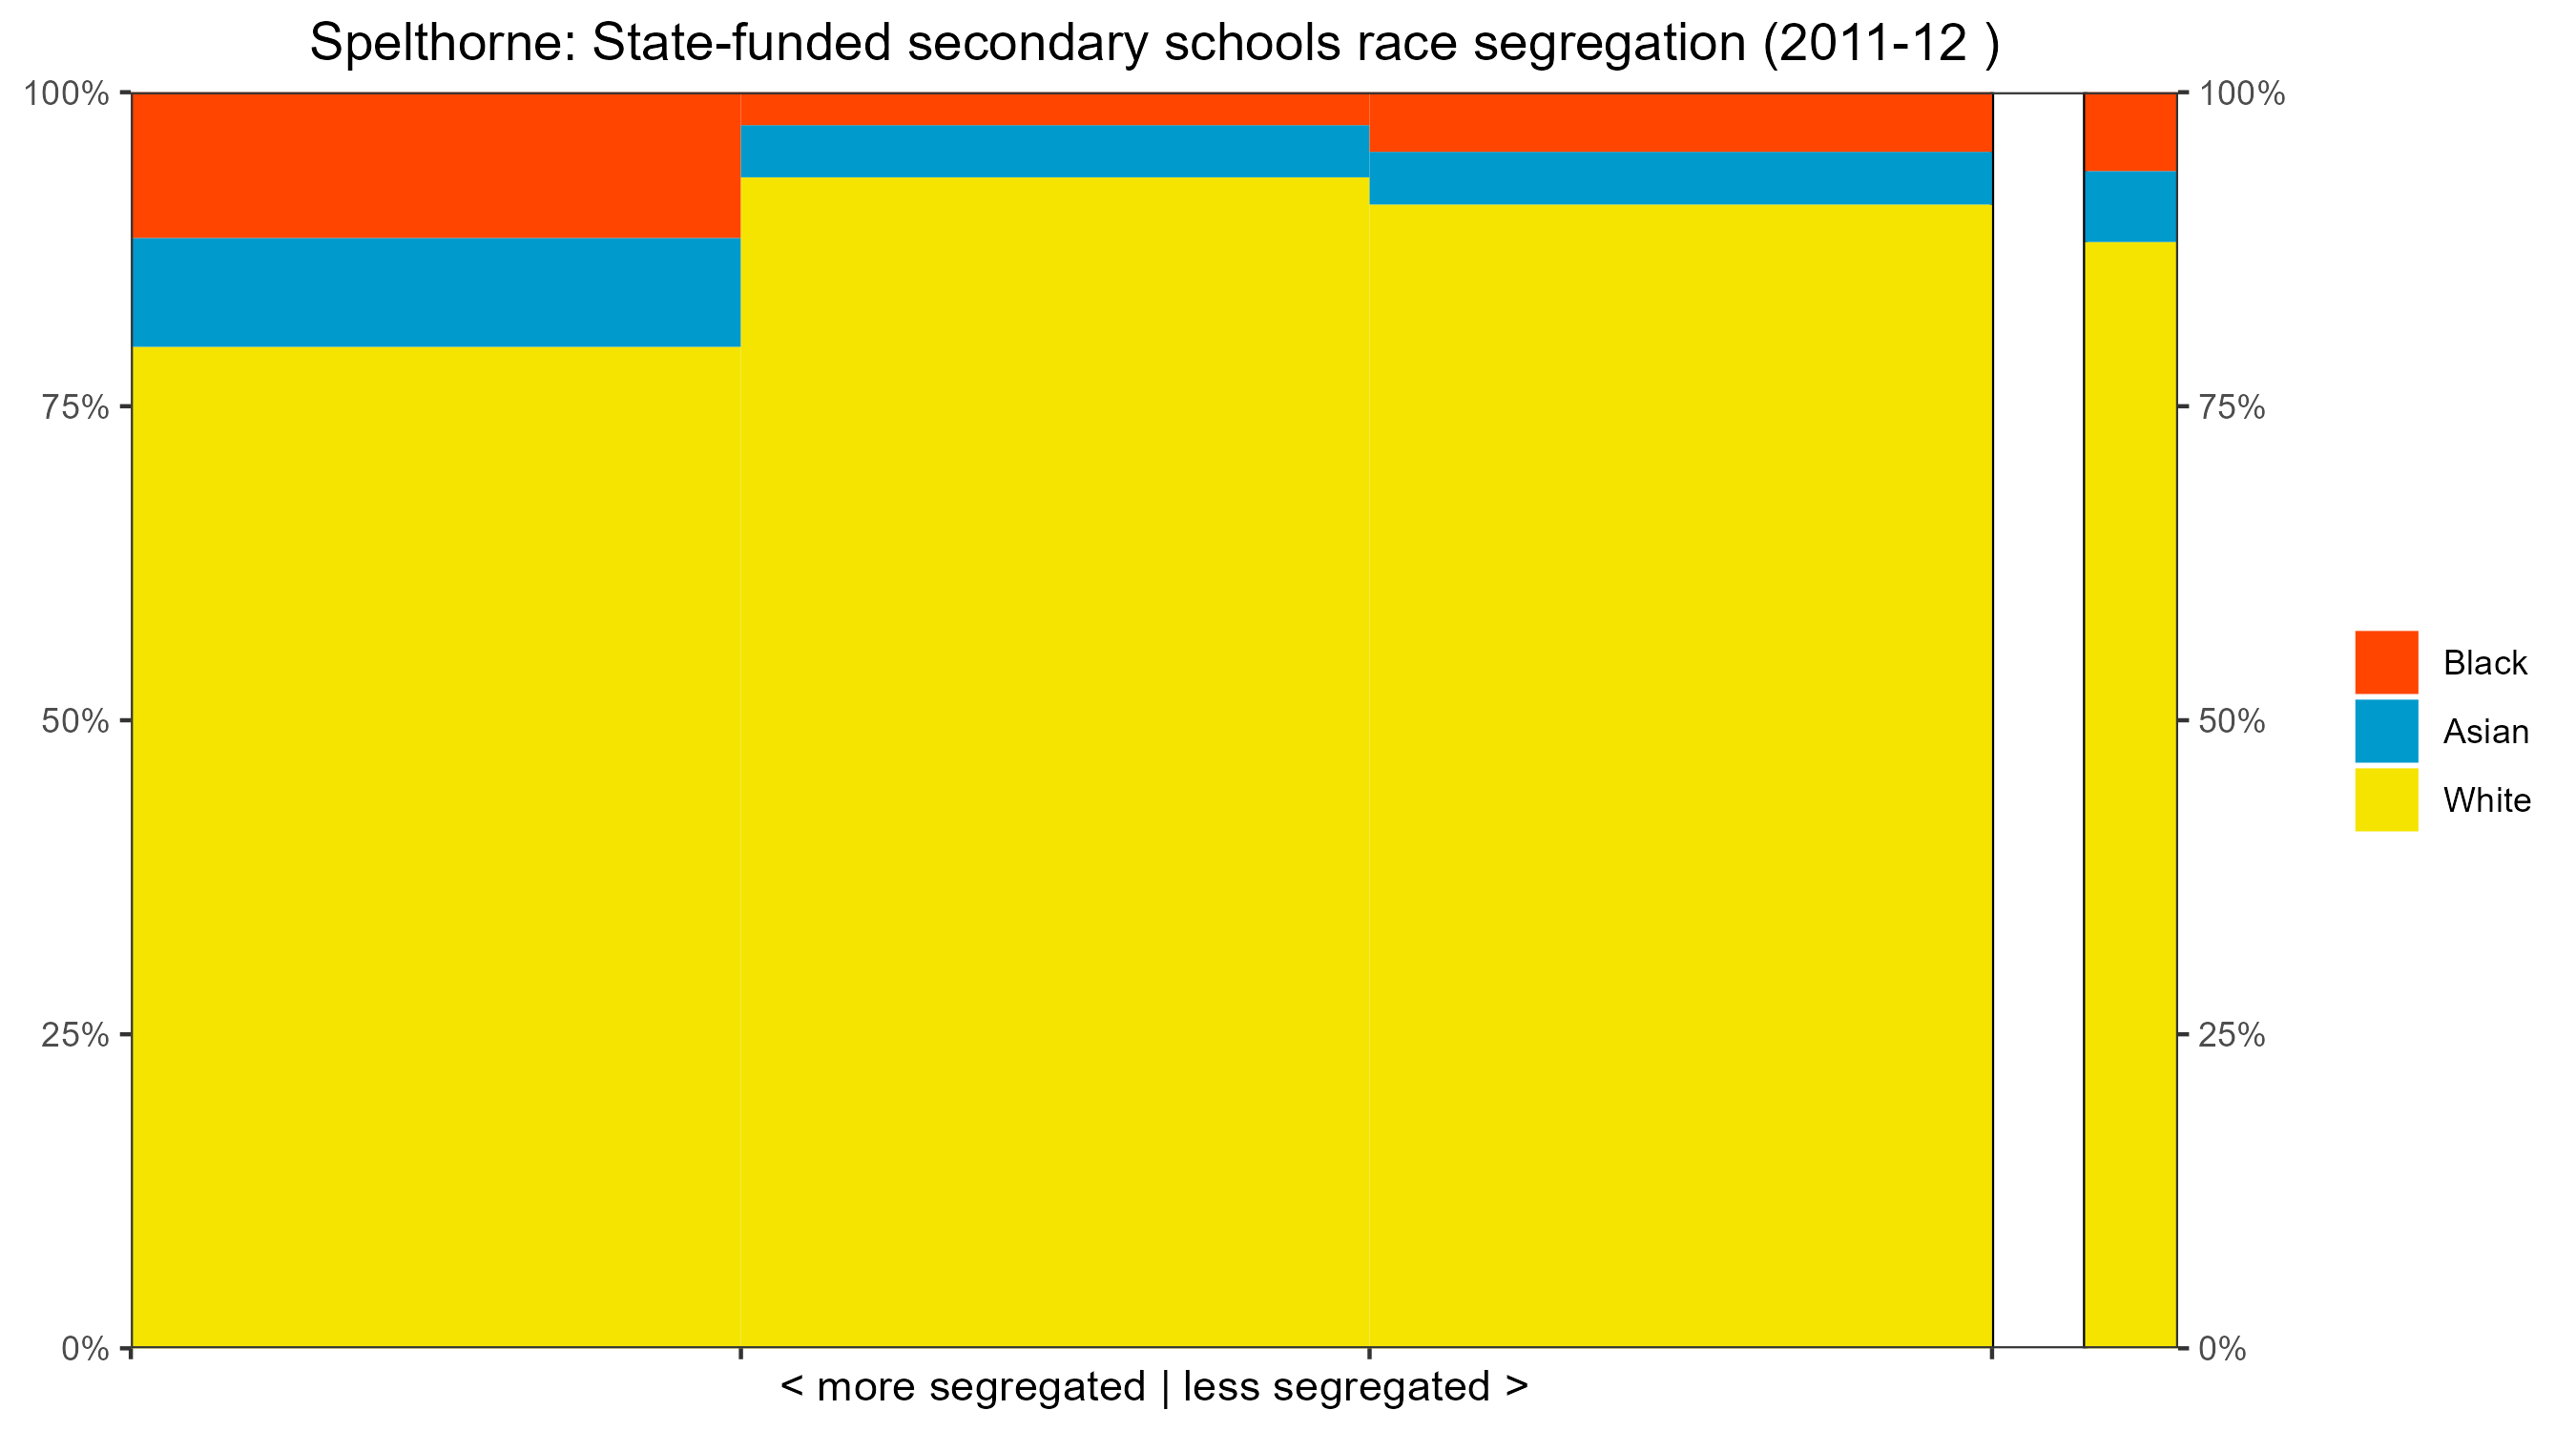 Spelthorne: State-funded secondary schools race segregation (2011-12 )
100%
75%
50%
25%
0%
100%
75%
50%
25%
0%
Black
Asian
White
< more segregated | less segregated >